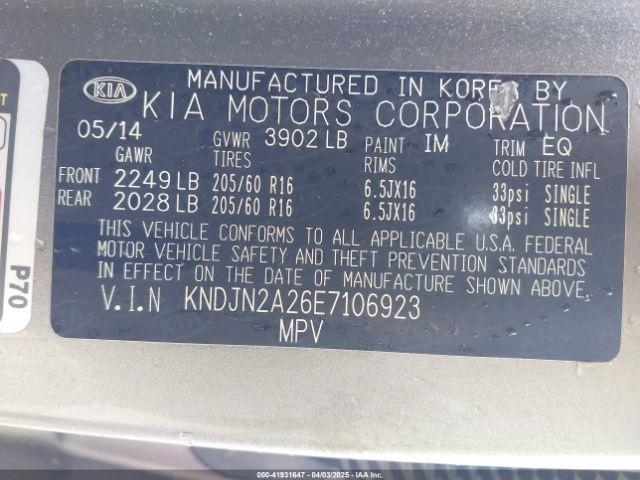 MANUFACTURED IN KOREA BY
KIA KIA MOTORS CORPORATION
05/14 GVWR 3902 LB PAINT IM TRIM EQ
GAWR TIRES RIMS COLD TIRE INFL
FRONT 2249 LB 205/60 R16 6.5JX16 33psi SINGLE
REAR 2028 LB 205/60 R16 6.5JX16 33psi SINGLE
THIS VEHICLE CONFORMS TO ALL APPLICABLE U.S.A. FEDERAL
MOTOR VEHICLE SAFETY AND THEFT PREVENTION STANDARDS
IN EFFECT ON THE DATE OF MANUFACTURE SHOWN ABOVE,
V.I.N KNDJN2A26E7106923
MPV
P70
00-41931647 - 04/03/2025 - COPYRIGHT © IAA